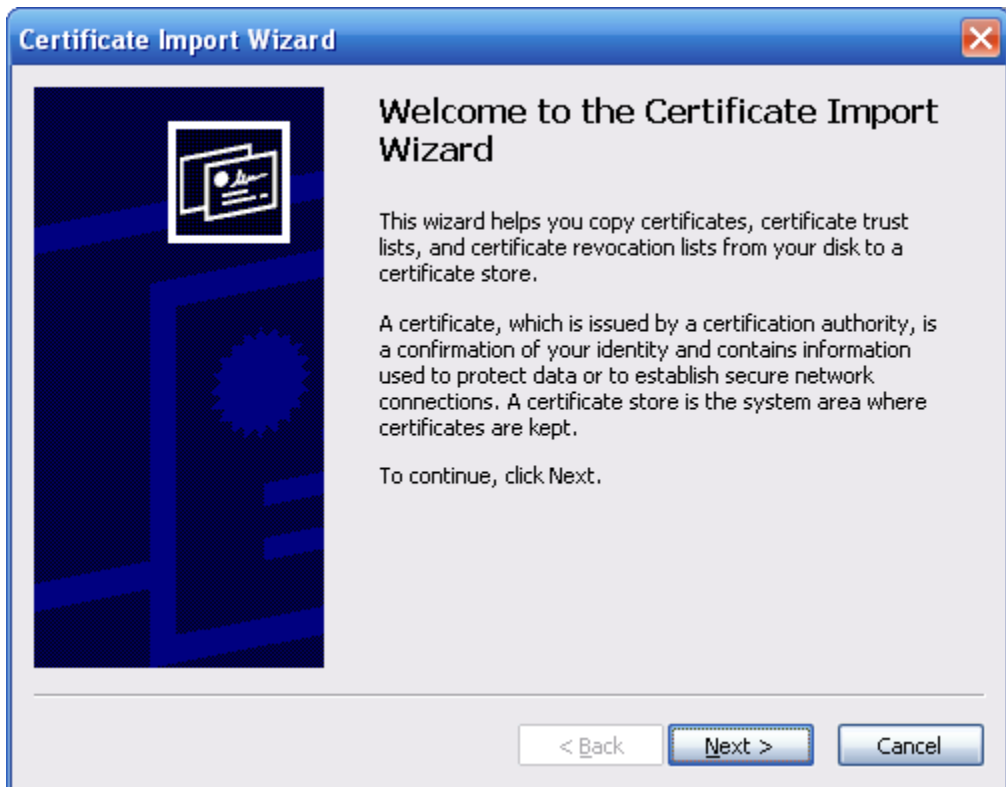 Certificate Import Wizard
Welcome to the Certificate Import
Wizard
This wizard helps you copy certificates, certificate trust
lists, and certificate revocation lists from your disk to a
certificate store.
A certificate, which is issued by a certification authority, is
a confirmation of your identity and contains information
used to protect data or to establish secure network
connections. A certificate store is the system area where
certificates are kept.
To continue, click Next.
< Back
Next >
Cancel